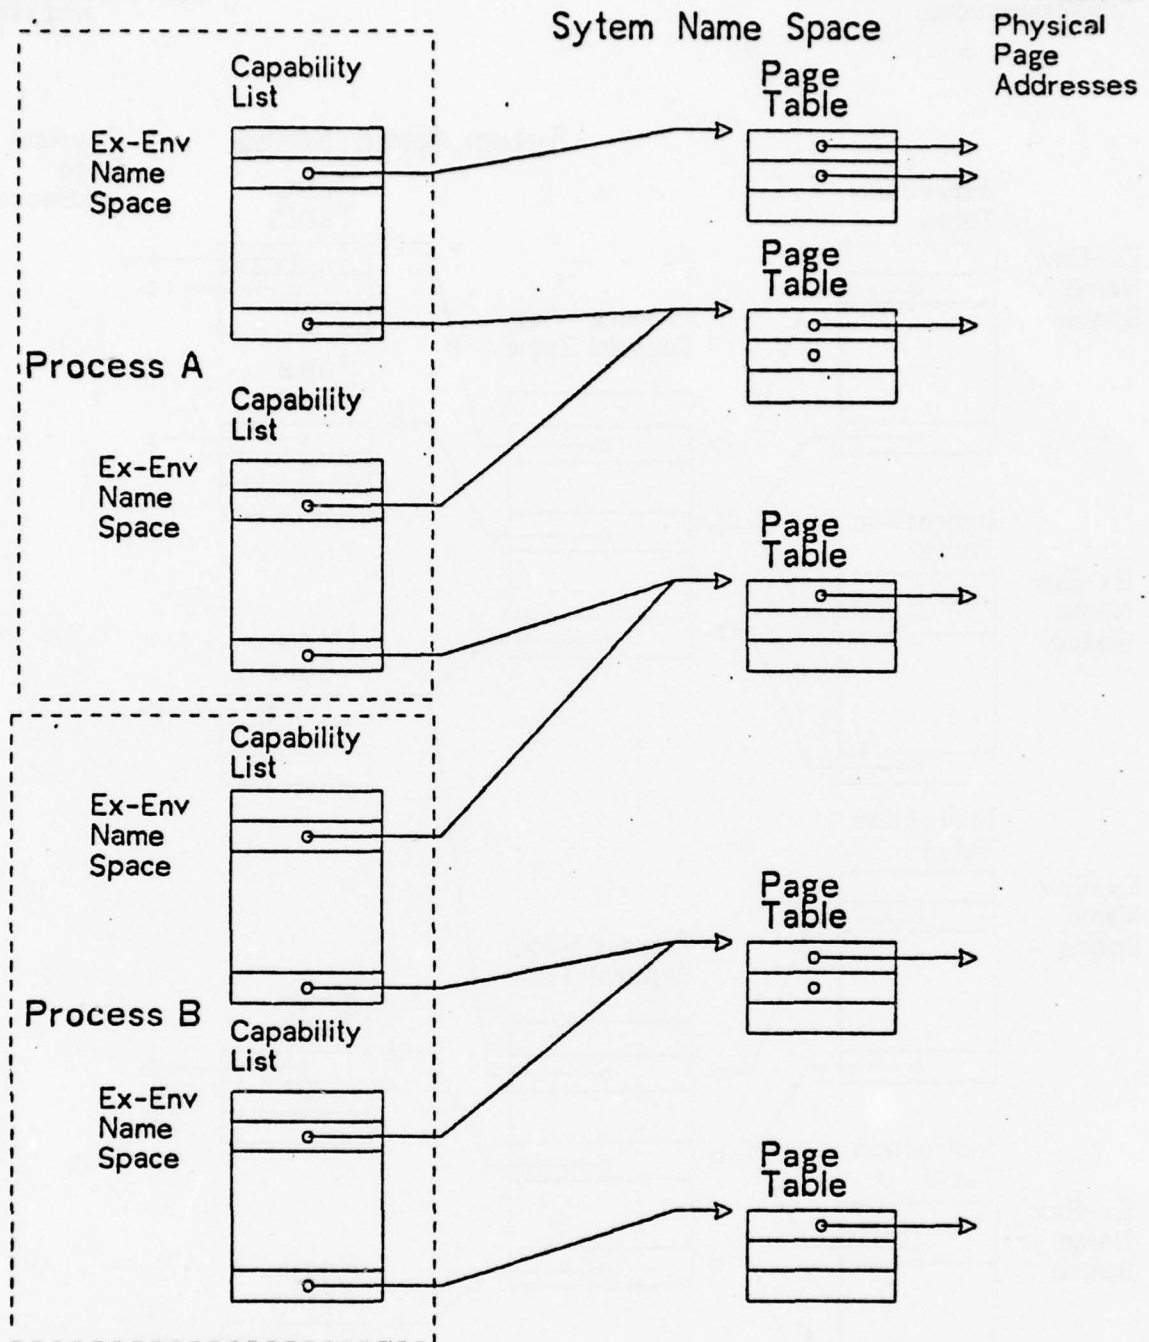 Sytem Name Space
Physical
Page
Addresses
Capability
List
Ex-Env
Name
Space
Page
Table
Page
Table
Process A
Capability
List
Ex-Env
Name
Space
Page
Table
Capability
List
Ex-Env
Name
Space
Page
Table
Process B
Capability
List
Ex-Env
Name
Space
Page
Table